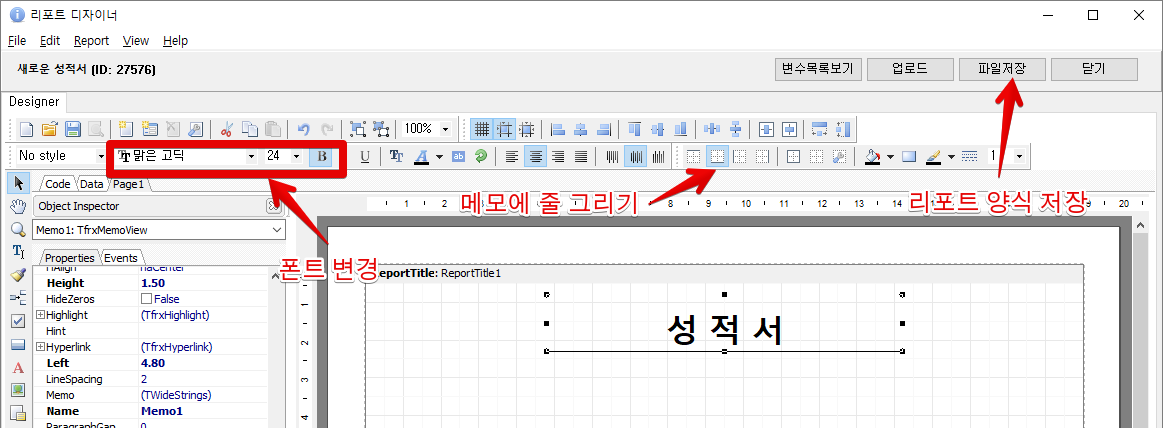 리포트 디자이너
File Edit Report View Help
새로운 성적서 (ID: 27576)
변수목록보기 업로드 파일저장 닫기
Designer
100%
No style 맑은 고딕 24 B U 1
Code Data Page1
Object Inspector
1 2 3 4 5 6 7 8 9 10 11 12 13 14 15 16 17 18 19 20
메모에 줄 그리기
리포트 양식 저장
Memo1: TfrxMemoView
Properties Events
폰트 변경
ReportTitle: ReportTitle1
HAlign haCenter
Height 1.50
HideZeros False
Highlight (TfrxHighlight)
Hint
Hyperlink (TfrxHyperlink)
Left 4.80
LineSpacing 2
Memo (TWideStrings)
Name Memo1
ParagraphGap 0
성 적 서
1
2
3
4